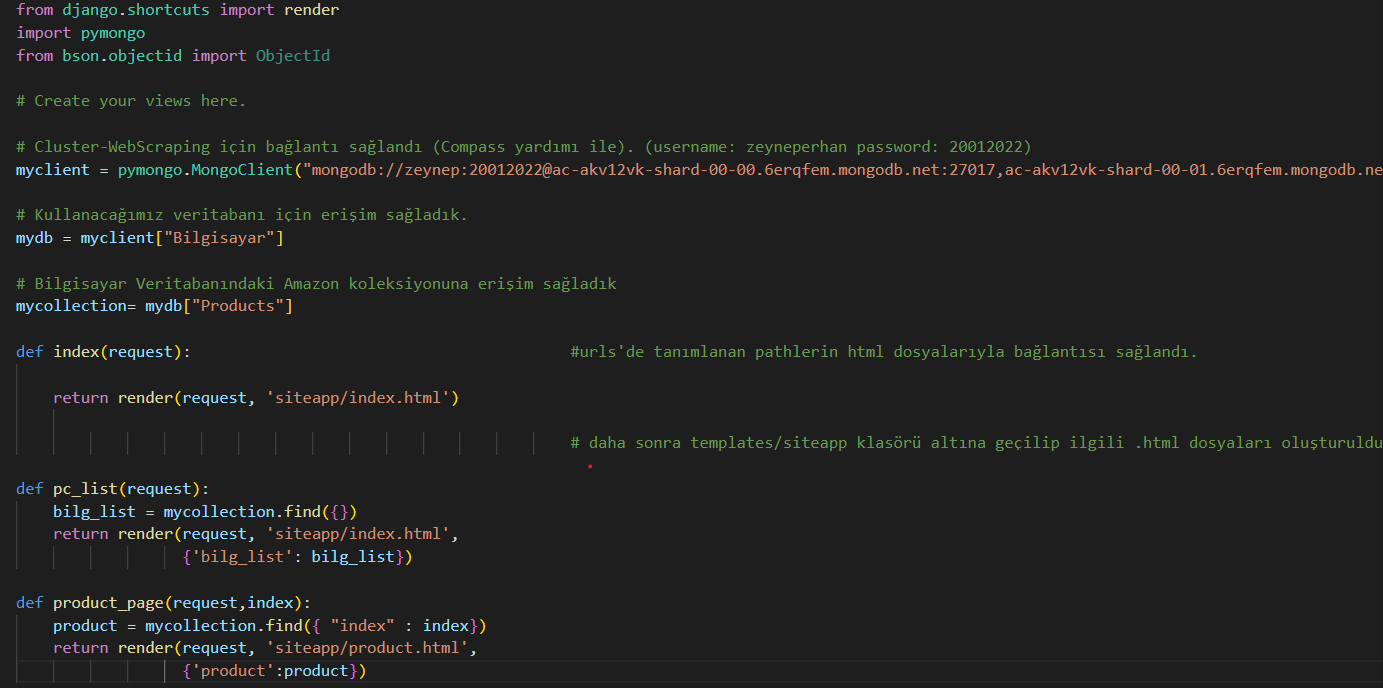 from django.shortcuts import render
import pymongo
from bson.objectid import ObjectId
# Create your views here.
# Cluster-WebScraping için bağlantı sağlandı (Compass yardımı ile). (username: zeyneperhan password: 20012022)
myclient = pymongo.MongoClient("mongodb://zeynep:20012022@ac-akv12vk-shard-00-00.6erqfem.mongodb.net:27017,ac-akv12vk-shard-00-01.6erqfem.mongodb.ne
# Kullanacağımız veritabanı için erişim sağladık.
mydb = myclient["Bilgisayar"]
# Bilgisayar Veritabanındaki Amazon koleksiyonuna erişim sağladık
mycollection= mydb["Products"]
def index(request): #urls'de tanımlanan pathlerin html dosyalarıyla bağlantısı sağlandı.
return render(request, 'siteapp/index.html')
# daha sonra templates/siteapp klasörü altına geçilip ilgili .html dosyaları oluşturuldu
def pc_list(request):
bilg_list = mycollection.find({})
return render(request, 'siteapp/index.html',
{'bilg_list': bilg_list})
def product_page(request,index):
product = mycollection.find({ "index" : index})
return render(request, 'siteapp/product.html',
{'product':product})